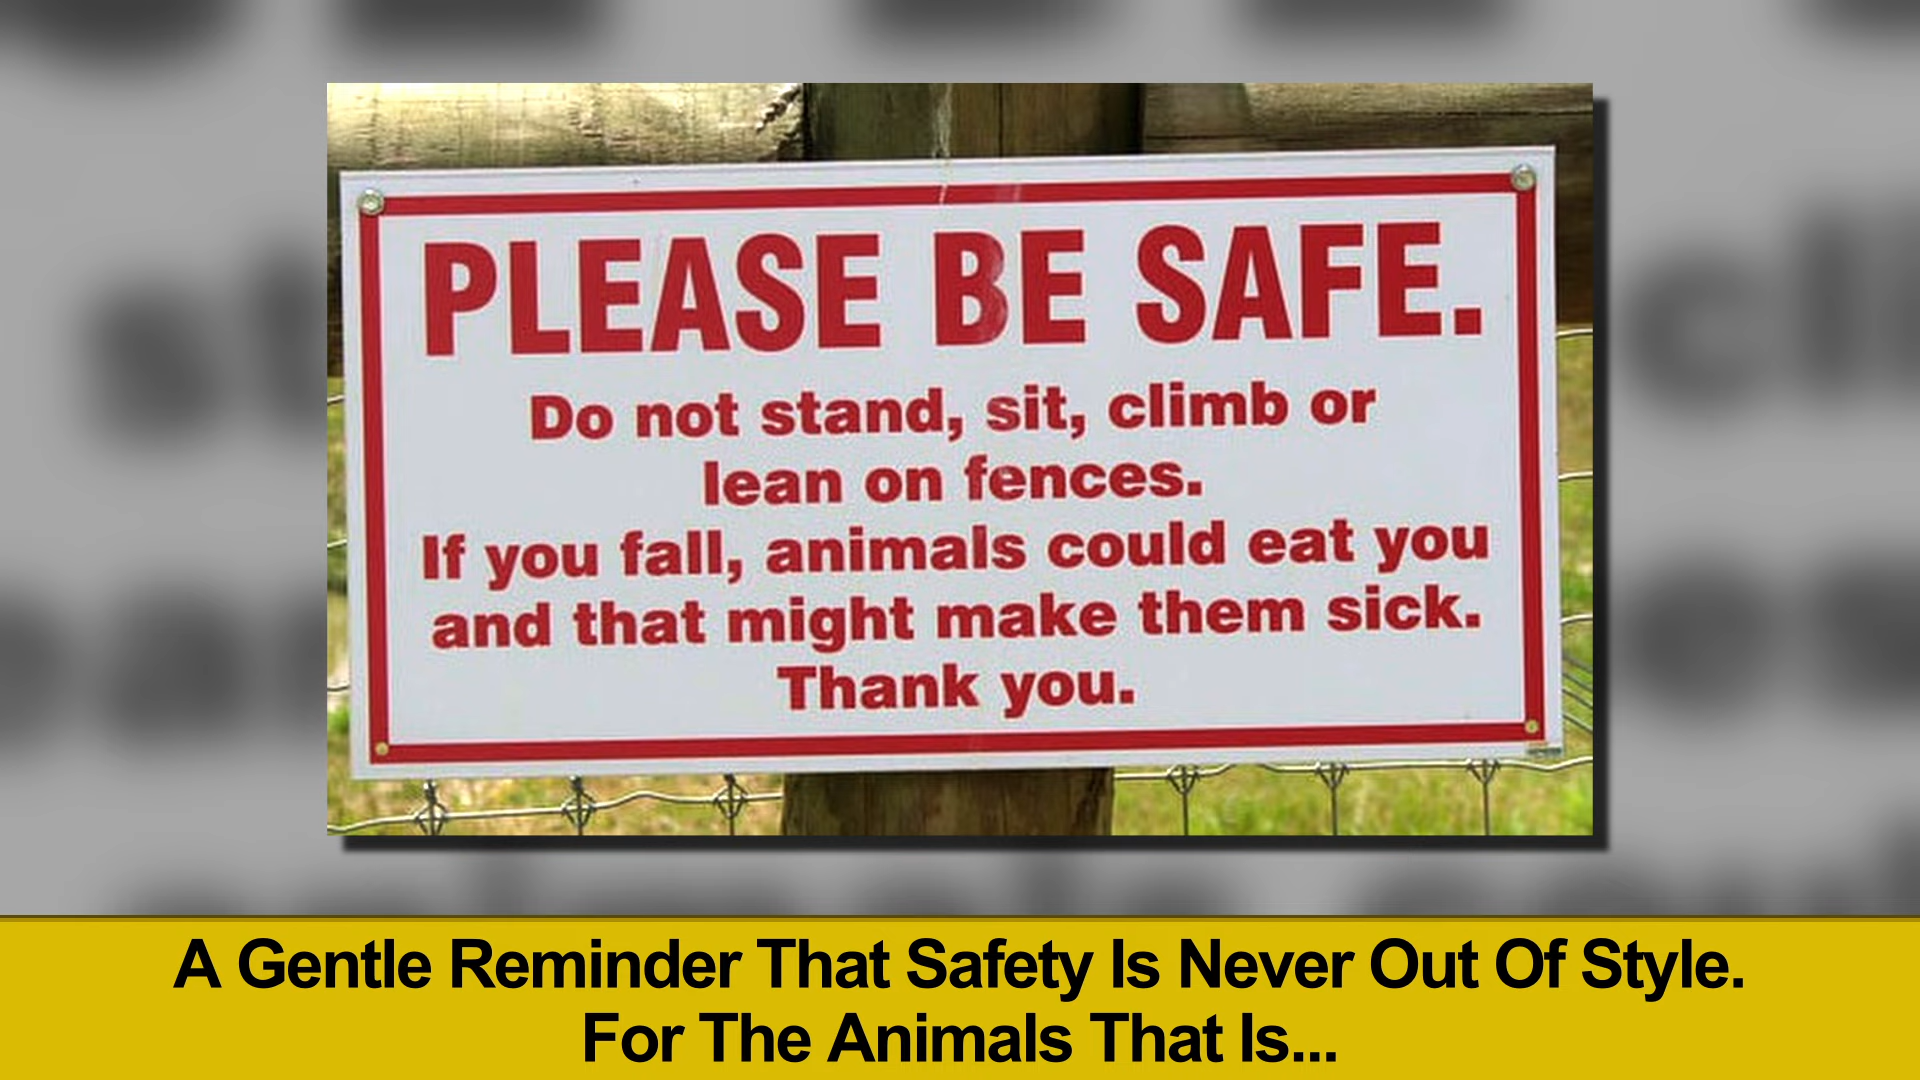 PLEASE BE SAFE.
Do not stand, sit, climb or
lean on fences.
If you fall, animals could eat you
and that might make them sick.
Thank you.
A Gentle Reminder That Safety Is Never Out Of Style.
For The Animals That Is...